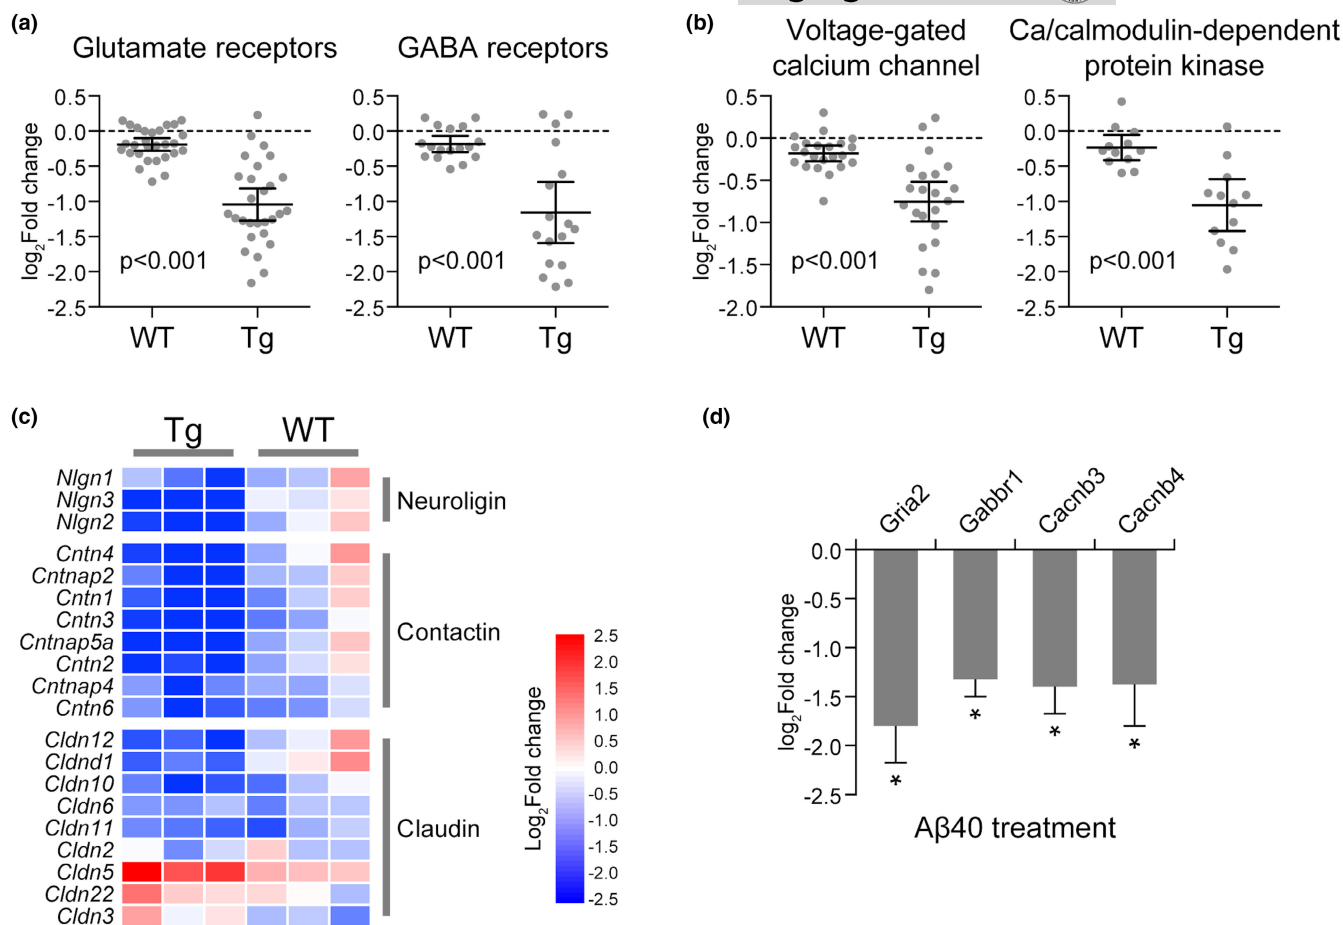 (a)
Glutamate receptors
GABA receptors
log2Fold change
0.5
0.0
-0.5
-1.0
-1.5
-2.0
-2.5
p<0.001
WT
Tg
0.5
0.0
-0.5
-1.0
-1.5
-2.0
-2.5
p<0.001
WT
Tg
(b)
Voltage-gated
calcium channel
Ca/calmodulin-dependent
protein kinase
log2Fold change
0.5
0.0
-0.5
-1.0
-1.5
-2.0
p<0.001
WT
Tg
0.5
0.0
-0.5
-1.0
-1.5
-2.0
-2.5
p<0.001
WT
Tg
(c)
Tg
WT
Nlgn1
Nlgn3
Nlgn2
Neuroligin
Cntn4
Cntnap2
Cntn1
Cntn3
Cntnap5a
Cntn2
Cntnap4
Cntn6
Contactin
Cldn12
Cldnd1
Cldn10
Cldn6
Cldn11
Cldn2
Cldn5
Cldn22
Cldn3
Claudin
Log2Fold change
2.5
2.0
1.5
1.0
0.5
0.0
-0.5
-1.0
-1.5
-2.0
-2.5
(d)
Gria2
Gabbr1
Cacnb3
Cacnb4
log2Fold change
0.0
-0.5
-1.0
-1.5
-2.0
-2.5
*
*
*
*
Aβ40 treatment